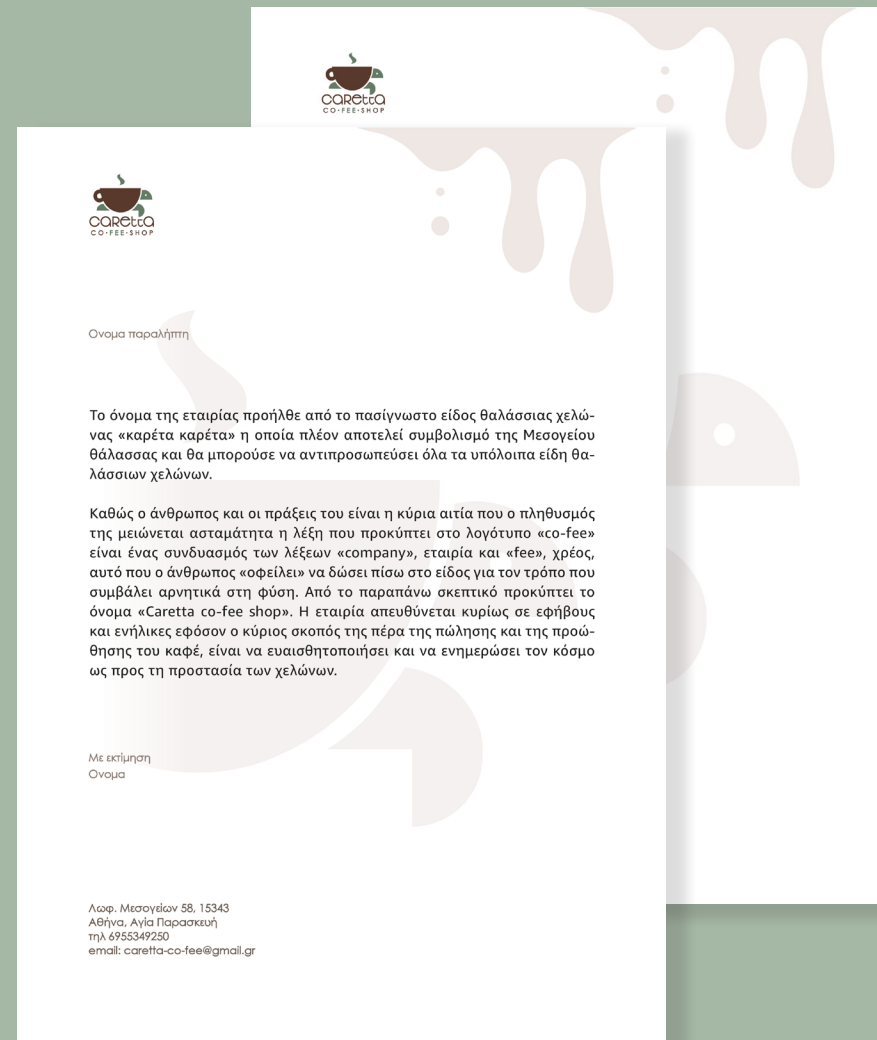 caretta
CO·FEE·SHOP
caretta
CO·FEE·SHOP
Ονομα παραλήπτη
Το όνομα της εταιρίας προήλθε από το πασίγνωστο είδος θαλάσσιας χελώ-
νας «καρέτα καρέτα» η οποία πλέον αποτελεί συμβολισμό της Μεσογείου
θάλασσας και θα μπορούσε να αντιπροσωπεύσει όλα τα υπόλοιπα είδη θα-
λάσσιων χελώνων.
Καθώς ο άνθρωπος και οι πράξεις του είναι η κύρια αιτία που ο πληθυσμός
της μειώνεται ασταμάτητα η λέξη που προκύπτει στο λογότυπο «co-fee»
είναι ένας συνδυασμός των λέξεων «company», εταιρία και «fee», χρέος,
αυτό που ο άνθρωπος «οφείλει» να δώσει πίσω στο είδος για τον τρόπο που
συμβάλει αρνητικά στη φύση. Από το παραπάνω σκεπτικό προκύπτει το
όνομα «Caretta co-fee shop». Η εταιρία απευθύνεται κυρίως σε εφήβους
και ενήλικες εφόσον ο κύριος σκοπός της πέρα της πώλησης και της προώ-
θησης του καφέ, είναι να ευαισθητοποιήσει και να ενημερώσει τον κόσμο
ως προς τη προστασία των χελώνων.
Με εκτίμηση
Ονομα
Λωφ. Μεσογείων 58, 15343
Αθήνα, Αγία Παρασκευή
τηλ 6955349250
email: caretta-co-fee@gmail.gr